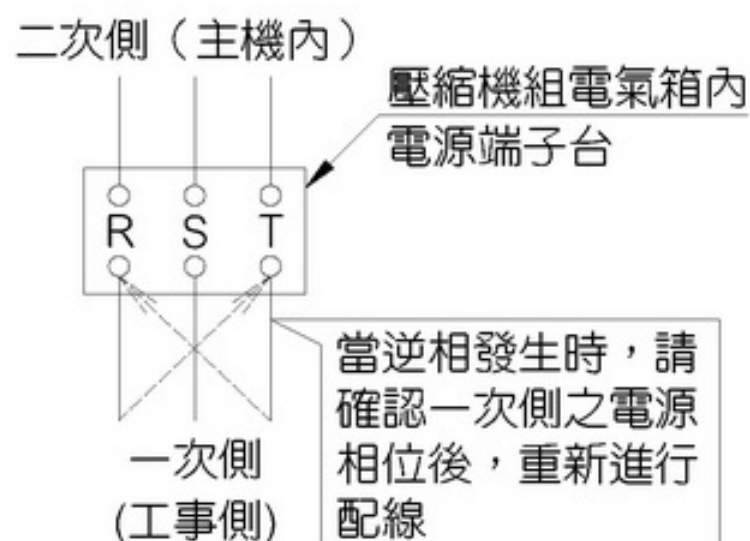 二次側（主機內）
壓縮機組電氣箱內
電源端子台
R S T
當逆相發生時，請
確認一次側之電源
相位後，重新進行
配線
一次側
(工事側)